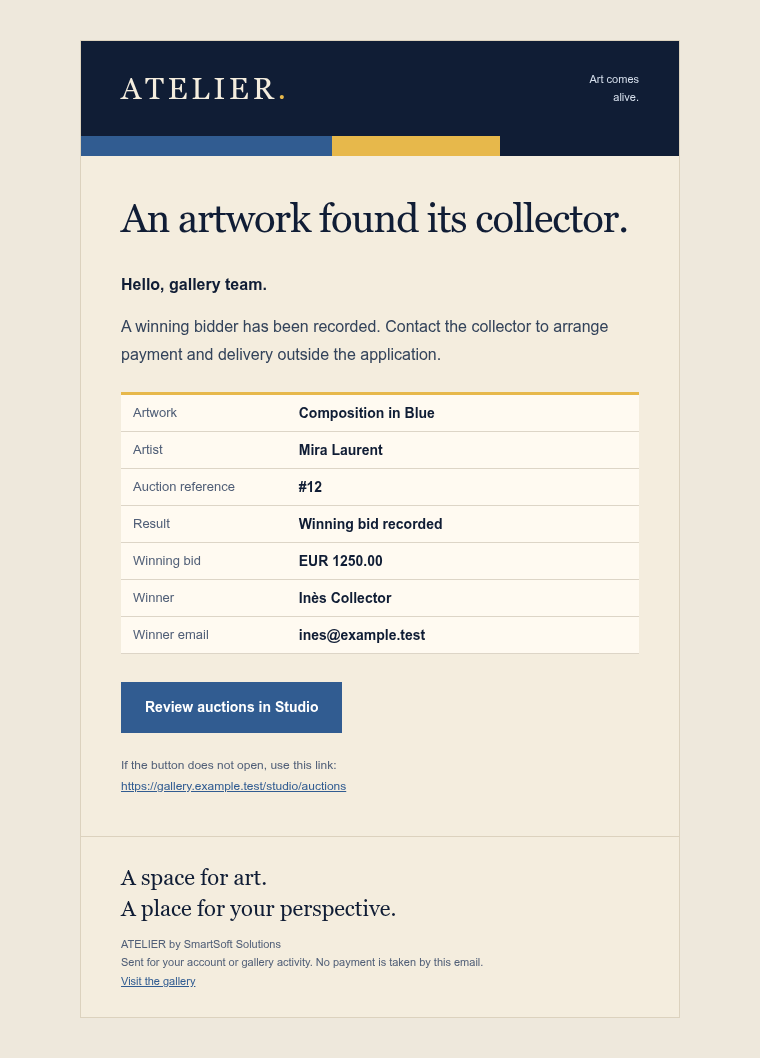 ATELIER.
Art comes
alive.
An artwork found its collector.
Hello, gallery team.
A winning bidder has been recorded. Contact the collector to arrange
payment and delivery outside the application.
Artwork Composition in Blue
Artist Mira Laurent
Auction reference #12
Result Winning bid recorded
Winning bid EUR 1250.00
Winner Inès Collector
Winner email ines@example.test
Review auctions in Studio
If the button does not open, use this link:
https://gallery.example.test/studio/auctions
A space for art.
A place for your perspective.
ATELIER by SmartSoft Solutions
Sent for your account or gallery activity. No payment is taken by this email.
Visit the gallery